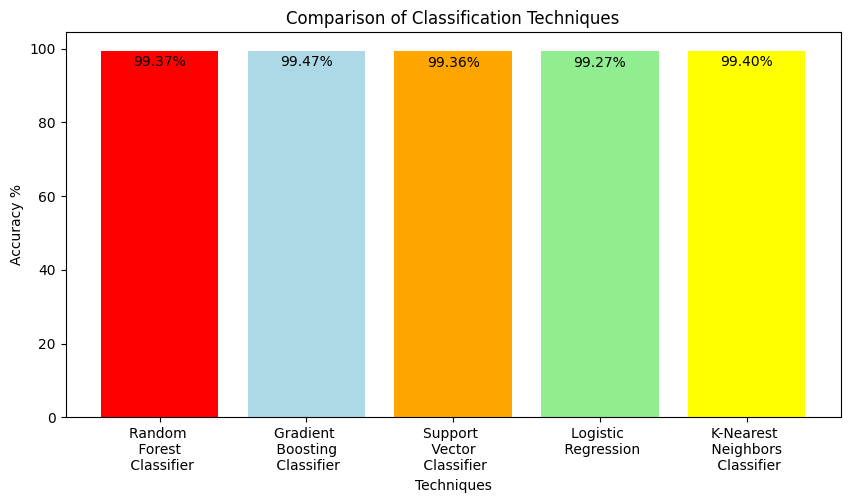 Comparison of Classification Techniques
Accuracy %
100
80
60
40
20
0
99.37%
99.47%
99.36%
99.27%
99.40%
Random
Forest
Classifier
Gradient
Boosting
Classifier
Support
Vector
Classifier
Logistic
Regression
K-Nearest
Neighbors
Classifier
Techniques